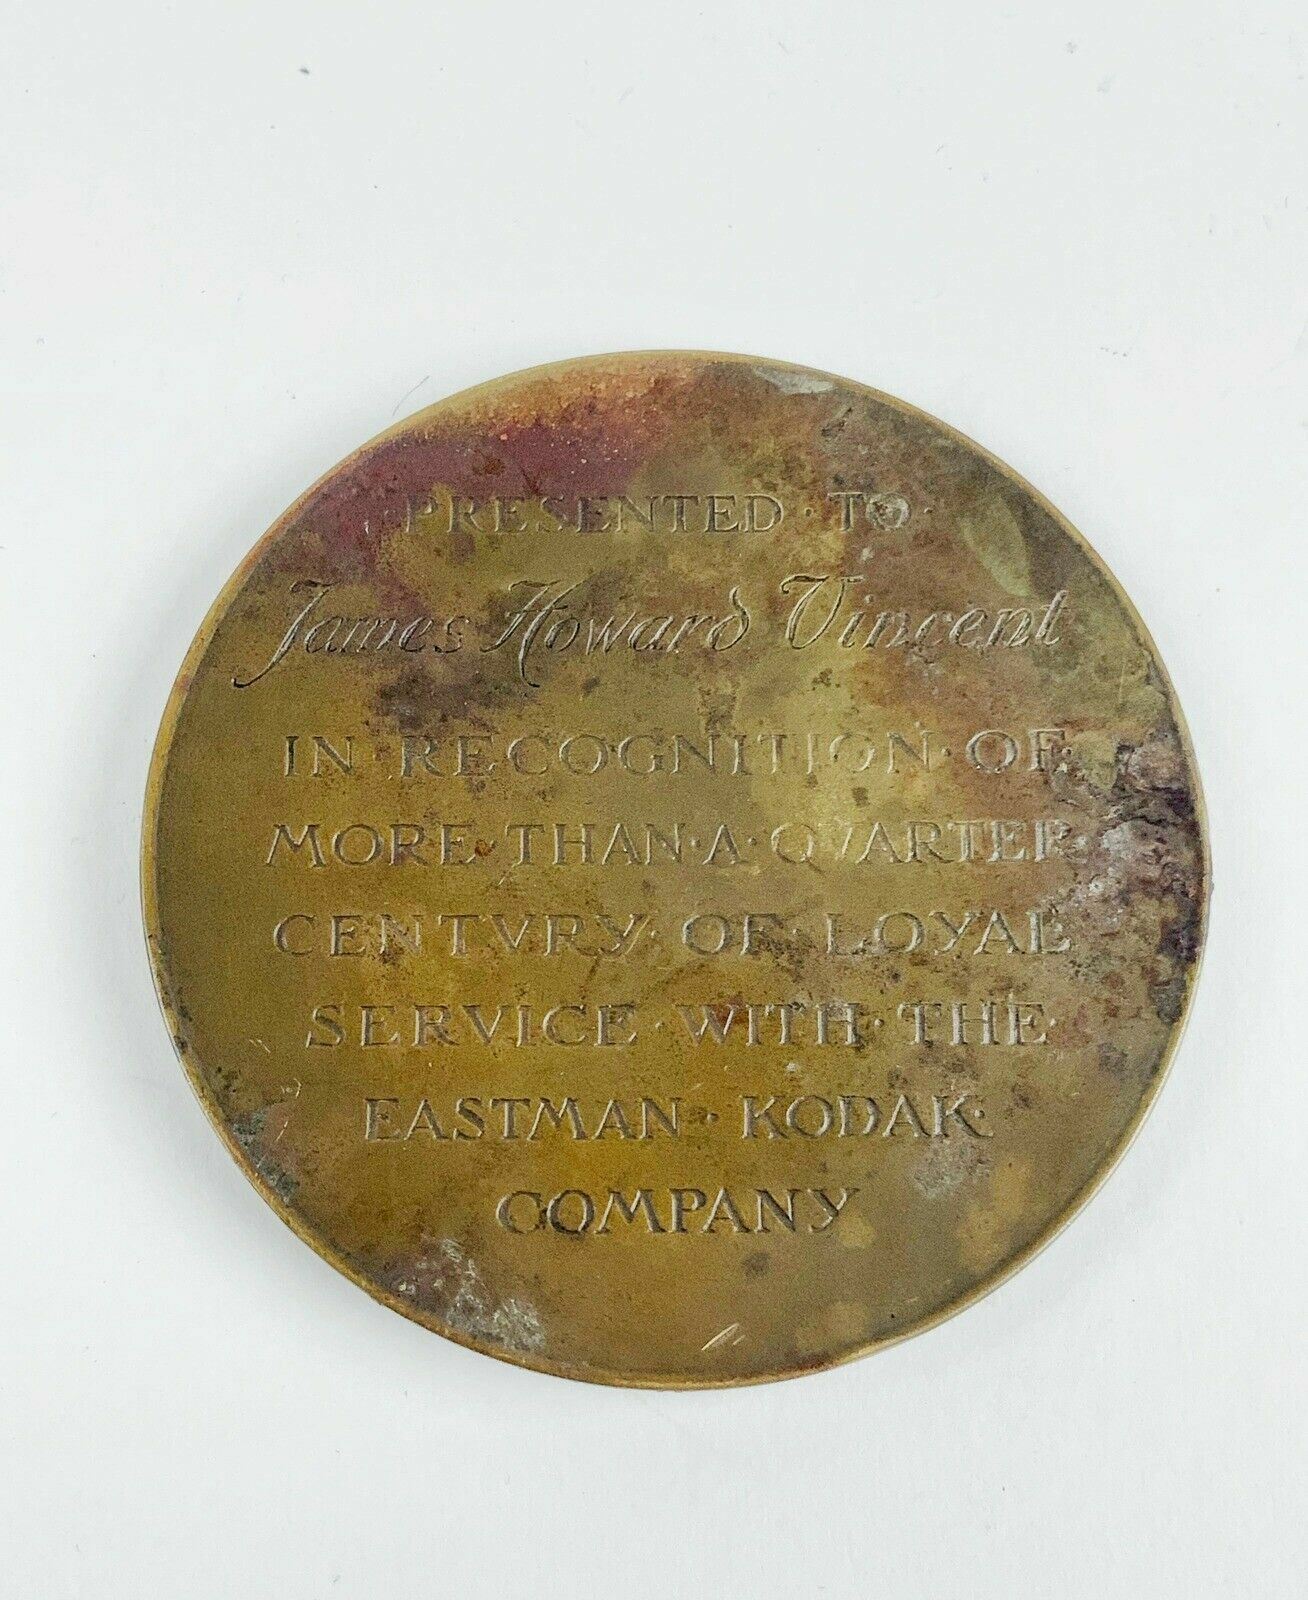 ·PRESENTED·TO·
James Howard Vincent
IN·RECOGNITION·OF·
MORE·THAN·A·QVARTER·
CENTVRY·OF·LOYAL
SERVICE·WITH·THE·
EASTMAN·KODAK·
COMPANY